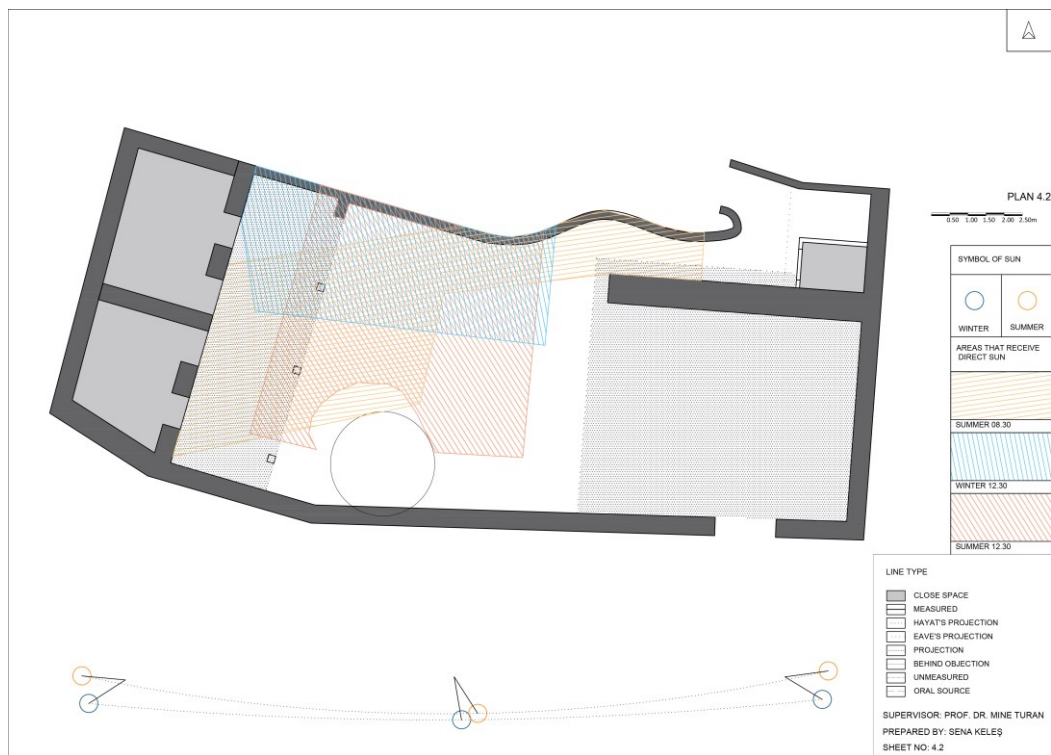 PLAN 4.2
0.50 1.00 1.50 2.00 2.50m
SYMBOL OF SUN
WINTER
SUMMER
AREAS THAT RECEIVE
DIRECT SUN
SUMMER 08.30
WINTER 12.30
SUMMER 12.30
LINE TYPE
CLOSE SPACE
MEASURED
HAYAT'S PROJECTION
EAVE'S PROJECTION
PROJECTION
BEHIND OBJECTION
UNMEASURED
ORAL SOURCE
SUPERVISOR: PROF. DR. MINE TURAN
PREPARED BY: SENA KELEŞ
SHEET NO: 4.2